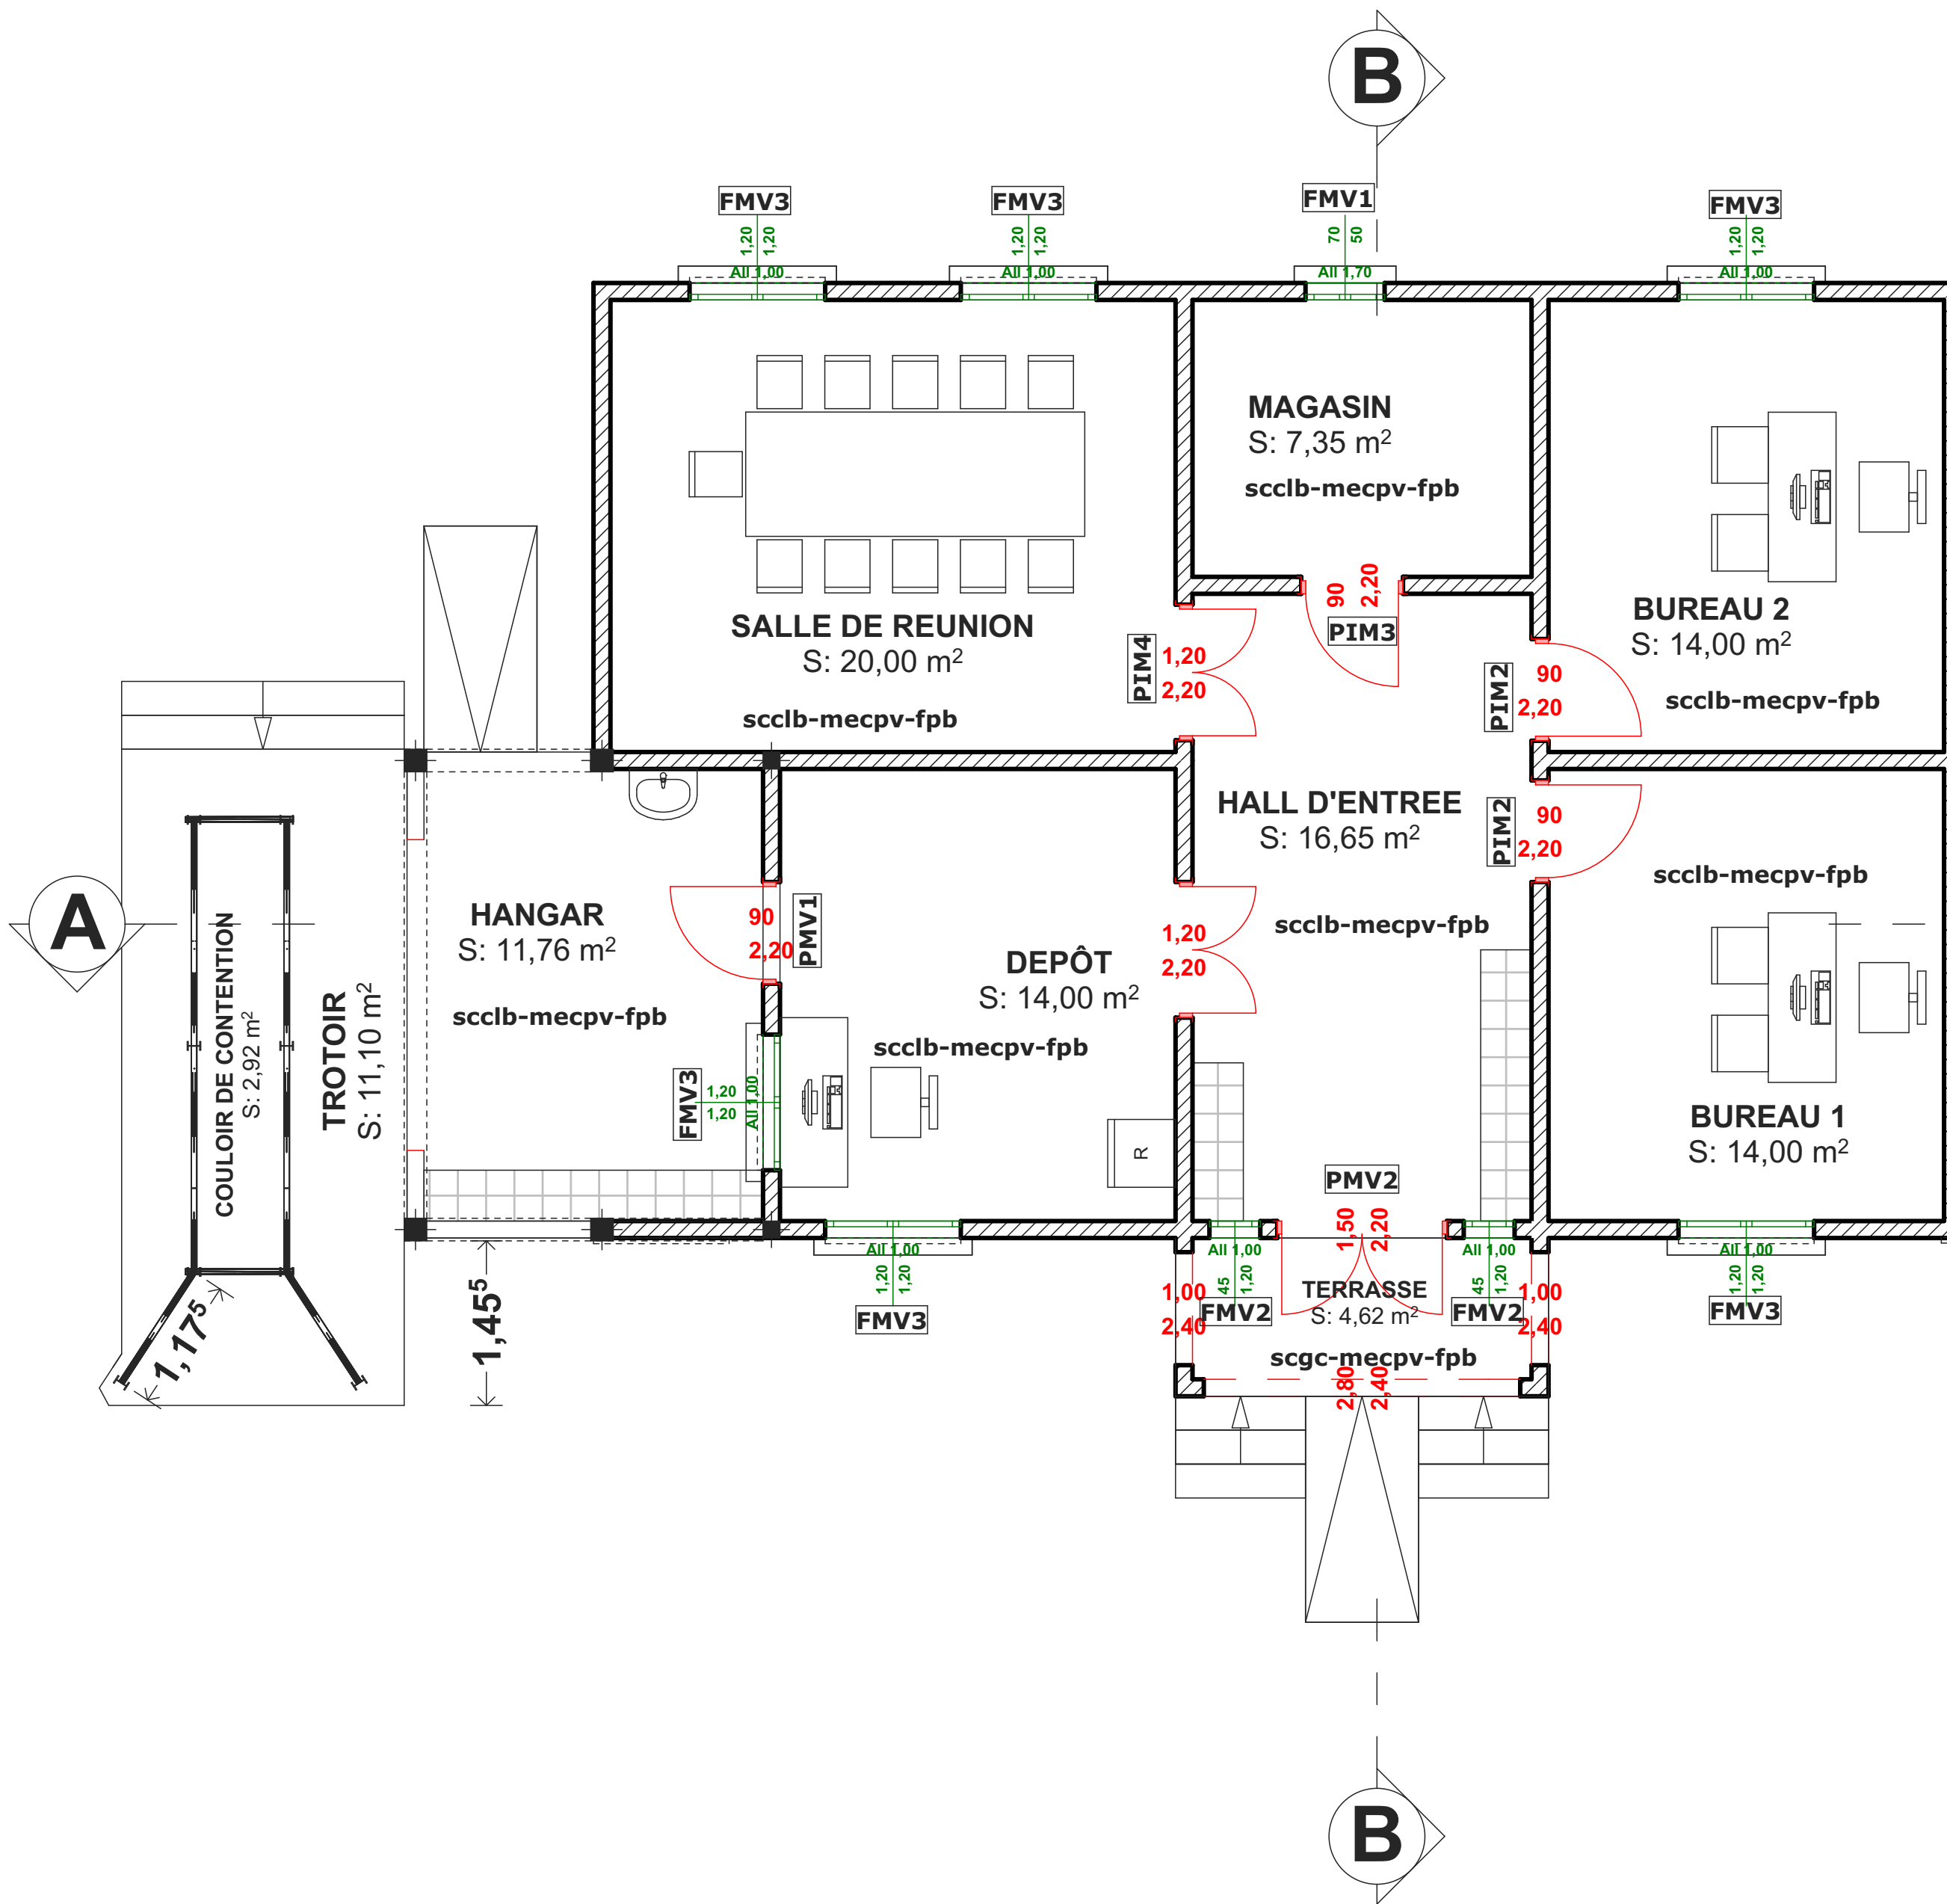 B
FMV3
FMV3
FMV1
FMV3
1,20
1,20
1,20
1,20
70
50
1,20
1,20
All 1,00
All 1,00
All 1,70
All 1,00
MAGASIN
S: 7,35 m²
scclb-mecpv-fpb
90
2,20
PIM3
SALLE DE REUNION
S: 20,00 m²
scclb-mecpv-fpb
PIM4
1,20
2,20
BUREAU 2
S: 14,00 m²
scclb-mecpv-fpb
PIM2
90
2,20
HALL D'ENTREE
S: 16,65 m²
scclb-mecpv-fpb
PIM2
90
2,20
scclb-mecpv-fpb
BUREAU 1
S: 14,00 m²
A
COULOIR DE CONTENTION
S: 2,92 m²
TROTOIR
S: 11,10 m²
HANGAR
S: 11,76 m²
scclb-mecpv-fpb
90
2,20
PMV1
DEPÔT
S: 14,00 m²
scclb-mecpv-fpb
1,20
2,20
FMV3
1,20
1,20
All 1,00
R
PMV2
1,50
2,20
All 1,00
All 1,00
All 1,00
All 1,00
1,20
1,20
FMV3
45
1,20
FMV2
45
1,20
FMV2
1,20
1,20
FMV3
1,00
2,40
TERRASSE
S: 4,62 m²
1,00
2,40
scgc-mecpv-fpb
2,80
2,40
1,17⁵
1,45⁵
B